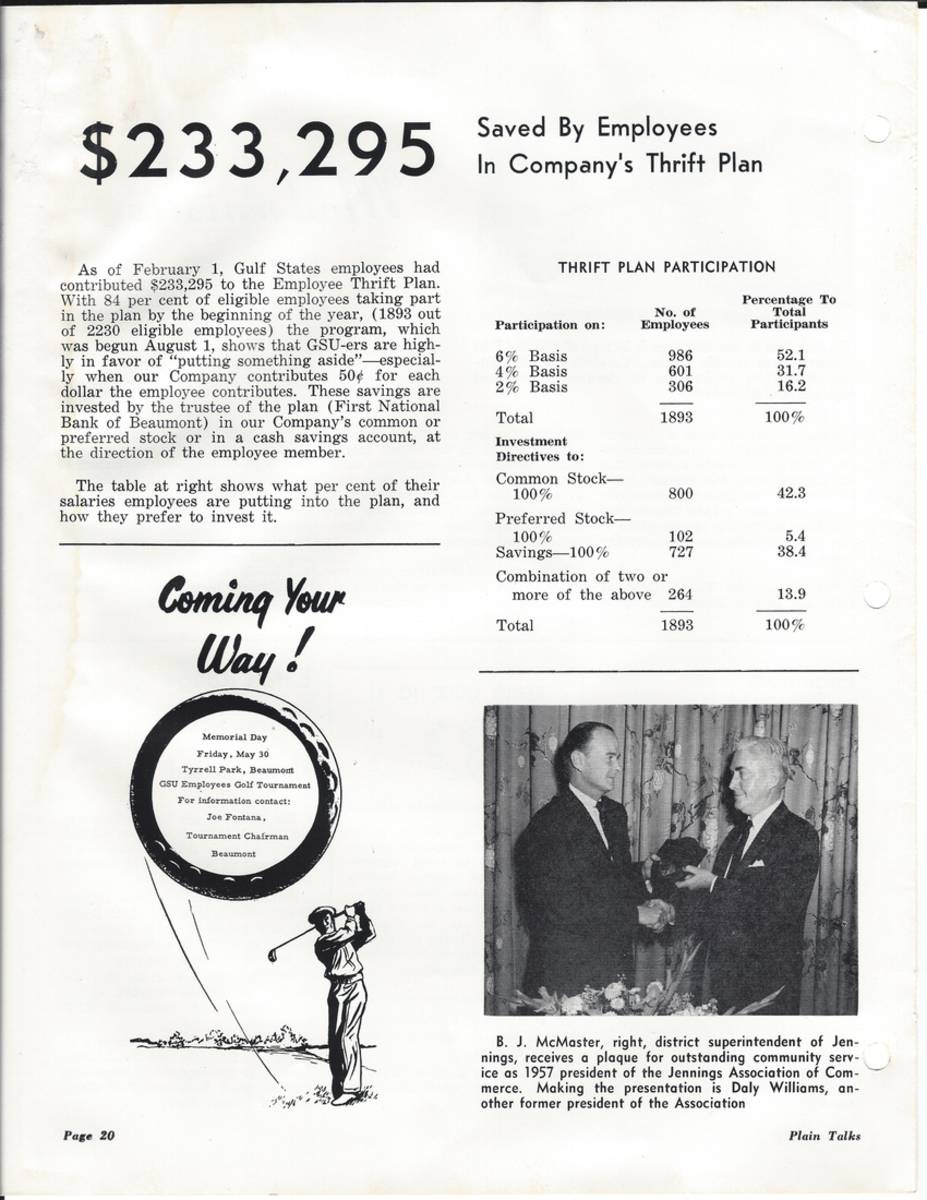 $233,295
Saved By Employees
In Company's Thrift Plan
As of February 1, Gulf States employees had
contributed $233,295 to the Employee Thrift Plan.
With 84 per cent of eligible employees taking part
in the plan by the beginning of the year, (1893 out
of 2230 eligible employees) the program, which
was begun August 1, shows that GSU-ers are high-
ly in favor of “putting something aside”—especial-
ly when our Company contributes 50¢ for each
dollar the employee contributes. These savings are
invested by the trustee of the plan (First National
Bank of Beaumont) in our Company's common or
preferred stock or in a cash savings account, at
the direction of the employee member.
The table at right shows what per cent of their
salaries employees are putting into the plan, and
how they prefer to invest it.
THRIFT PLAN PARTICIPATION
Participation on: No. of Employees Percentage To Total Participants
6% Basis 986 52.1
4% Basis 601 31.7
2% Basis 306 16.2
Total 1893 100%
Investment
Directives to:
Common Stock—
100% 800 42.3
Preferred Stock—
100% 102 5.4
Savings—100% 727 38.4
Combination of two or
more of the above 264 13.9
Total 1893 100%
Coming Your
Way!
Memorial Day
Friday, May 30
Tyrrell Park, Beaumont
GSU Employees Golf Tournament
For information contact:
Joe Fontana,
Tournament Chairman
Beaumont
B. J. McMaster, right, district superintendent of Jen-
nings, receives a plaque for outstanding community serv-
ice as 1957 president of the Jennings Association of Com-
merce. Making the presentation is Daly Williams, an-
other former president of the Association
Page 20
Plain Talks